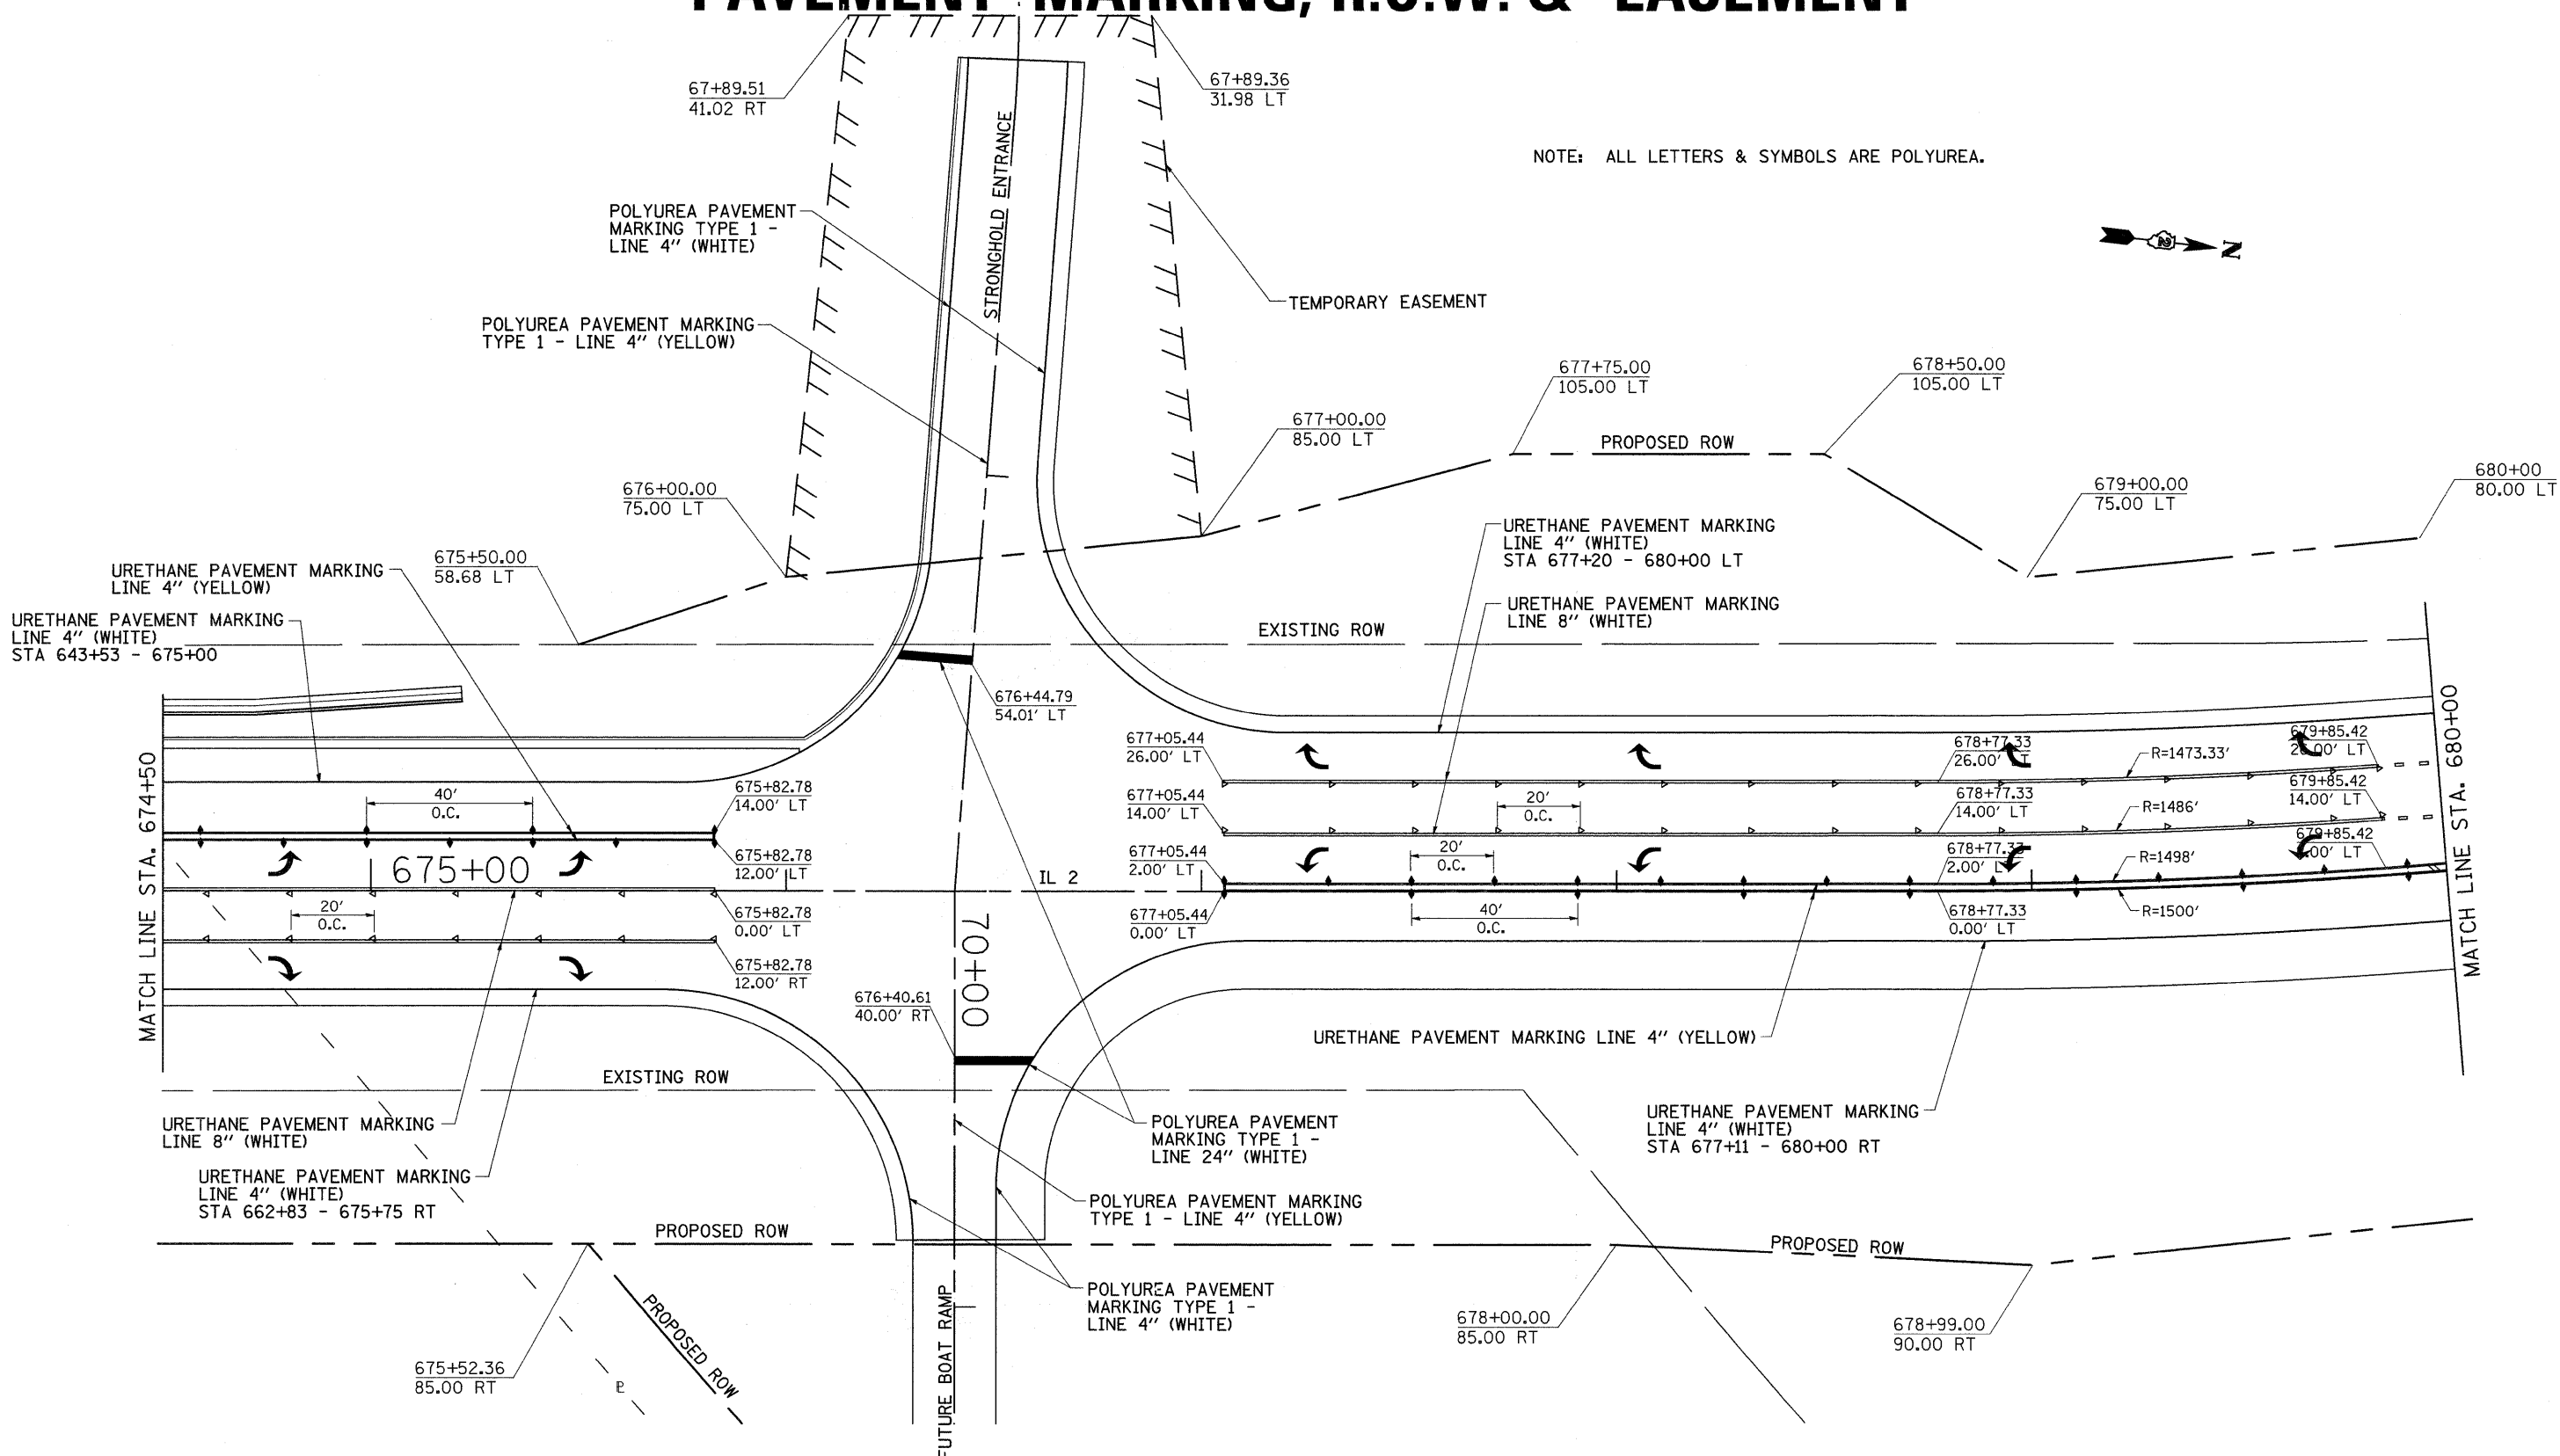 PAVEMENT MARKING, R.O.W. & EASEMENT
67+89.51
41.02 RT
67+89.36
31.98 LT
NOTE: ALL LETTERS & SYMBOLS ARE POLYUREA.
STRONGHOLD ENTRANCE
POLYUREA PAVEMENT
MARKING TYPE 1 -
LINE 4" (WHITE)
2
N
TEMPORARY EASEMENT
POLYUREA PAVEMENT MARKING
TYPE 1 - LINE 4" (YELLOW)
677+75.00
105.00 LT
678+50.00
105.00 LT
677+00.00
85.00 LT
PROPOSED ROW
676+00.00
75.00 LT
679+00.00
75.00 LT
680+00
80.00 LT
URETHANE PAVEMENT MARKING
LINE 4" (WHITE)
STA 677+20 - 680+00 LT
675+50.00
58.68 LT
URETHANE PAVEMENT MARKING
LINE 4" (YELLOW)
URETHANE PAVEMENT MARKING
LINE 8" (WHITE)
URETHANE PAVEMENT MARKING
LINE 4" (WHITE)
STA 643+53 - 675+00
EXISTING ROW
676+44.79
54.01' LT
677+05.44
26.00' LT
678+77.33
26.00'
679+85.42
26.00' LT
R=1473.33'
MATCH LINE STA. 674+50
MATCH LINE STA. 680+00
40'
O.C.
675+82.78
14.00' LT
677+05.44
14.00' LT
20'
O.C.
678+77.33
14.00' LT
679+85.42
14.00' LT
R=1486'
675+00
675+82.78
12.00' LT
677+05.44
2.00' LT
20'
O.C.
678+77.33
2.00'
679+85.42
.00' LT
R=1498'
IL 2
20'
O.C.
675+82.78
0.00' LT
677+05.44
0.00' LT
40'
O.C.
678+77.33
0.00' LT
R=1500'
675+82.78
12.00' RT
70+00
676+40.61
40.00' RT
URETHANE PAVEMENT MARKING LINE 4" (YELLOW)
EXISTING ROW
URETHANE PAVEMENT MARKING
LINE 8" (WHITE)
POLYUREA PAVEMENT
MARKING TYPE 1 -
LINE 24" (WHITE)
URETHANE PAVEMENT MARKING
LINE 4" (WHITE)
STA 677+11 - 680+00 RT
URETHANE PAVEMENT MARKING
LINE 4" (WHITE)
STA 662+83 - 675+75 RT
POLYUREA PAVEMENT MARKING
TYPE 1 - LINE 4" (YELLOW)
PROPOSED ROW
PROPOSED ROW
PROPOSED ROW
POLYUREA PAVEMENT
MARKING TYPE 1 -
LINE 4" (WHITE)
FUTURE BOAT RAMP
678+00.00
85.00 RT
678+99.00
90.00 RT
675+52.36
85.00 RT
PL